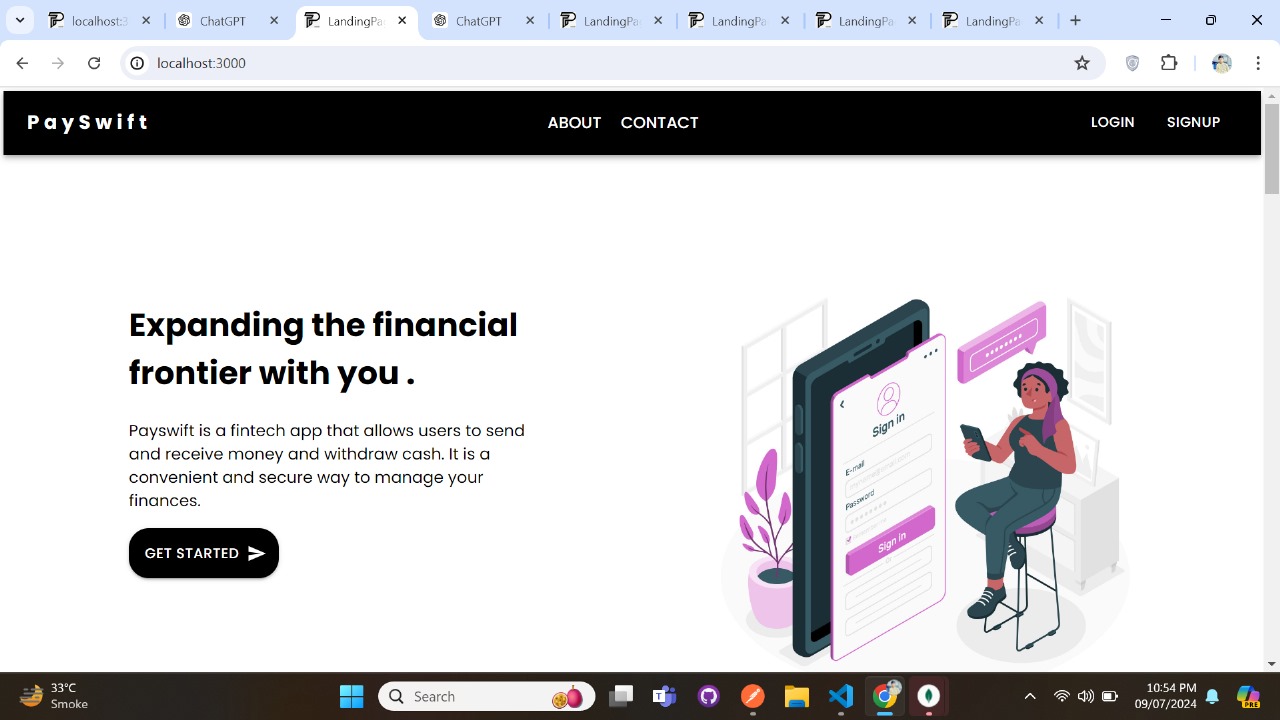 localhost:3
ChatGPT
LandingPa
ChatGPT
LandingPa
LandingPa
LandingPa
LandingPa
localhost:3000
PaySwift
ABOUT
CONTACT
LOGIN
SIGNUP
Expanding the financial
frontier with you .
Payswift is a fintech app that allows users to send
and receive money and withdraw cash. It is a
convenient and secure way to manage your
finances.
GET STARTED
Sign in
E-mail
Password
Sign in
33°C
Smoke
Search
10:54 PM
09/07/2024
PRE